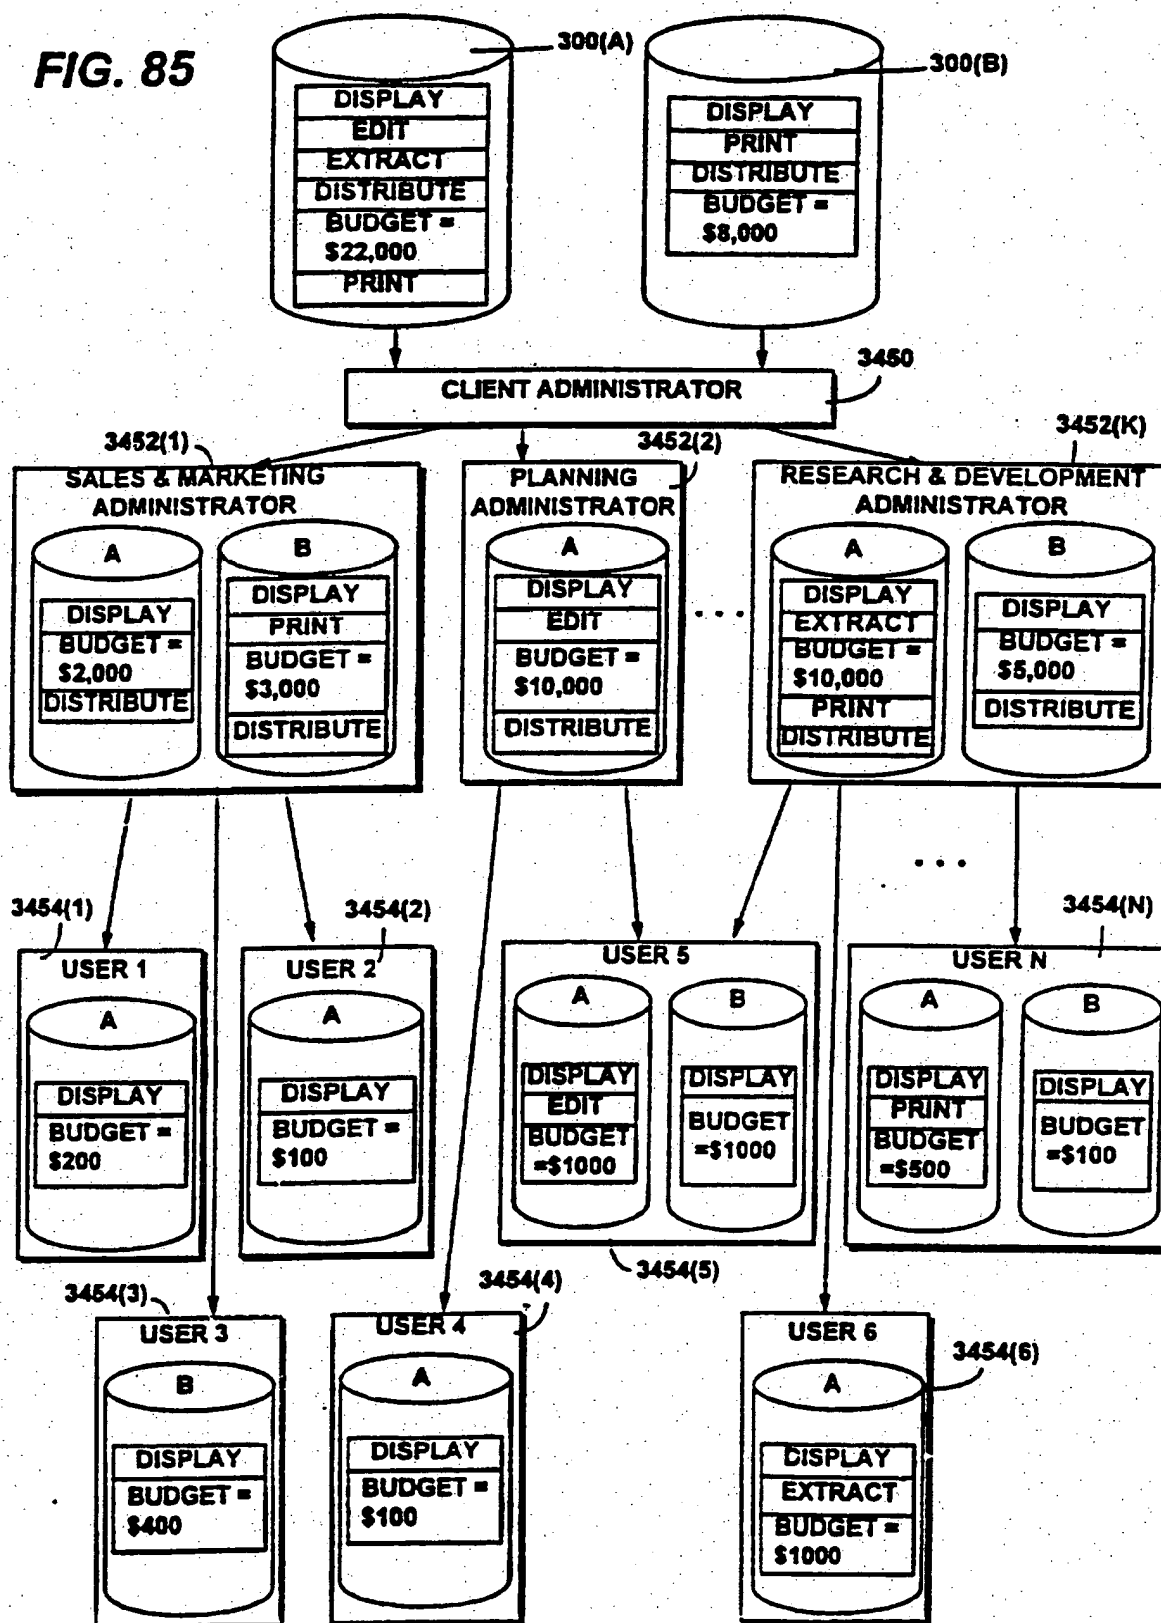 FIG. 85
300(A)
300(B)
DISPLAY
EDIT
EXTRACT
DISTRIBUTE
BUDGET =
$22,000
PRINT
DISPLAY
PRINT
DISTRIBUTE
BUDGET =
$8,000
CLIENT ADMINISTRATOR
3450
3452(1)
SALES & MARKETING
ADMINISTRATOR
A
DISPLAY
BUDGET =
$2,000
DISTRIBUTE
B
DISPLAY
PRINT
BUDGET =
$3,000
DISTRIBUTE
3452(2)
PLANNING
ADMINISTRATOR
A
DISPLAY
EDIT
BUDGET =
$10,000
DISTRIBUTE
. . .
3452(K)
RESEARCH & DEVELOPMENT
ADMINISTRATOR
A
DISPLAY
EXTRACT
BUDGET =
$10,000
PRINT
DISTRIBUTE
B
DISPLAY
BUDGET =
$5,000
DISTRIBUTE
. . .
3454(1)
USER 1
A
DISPLAY
BUDGET =
$200
3454(2)
USER 2
A
DISPLAY
BUDGET =
$100
USER 5
A
DISPLAY
EDIT
BUDGET
=$1000
B
DISPLAY
BUDGET
=$1000
3454(5)
3454(N)
USER N
A
DISPLAY
PRINT
BUDGET
=$500
B
DISPLAY
BUDGET
=$100
3454(3)
USER 3
B
DISPLAY
BUDGET =
$400
3454(4)
USER 4
A
DISPLAY
BUDGET =
$100
USER 6
3454(6)
A
DISPLAY
EXTRACT
BUDGET =
$1000